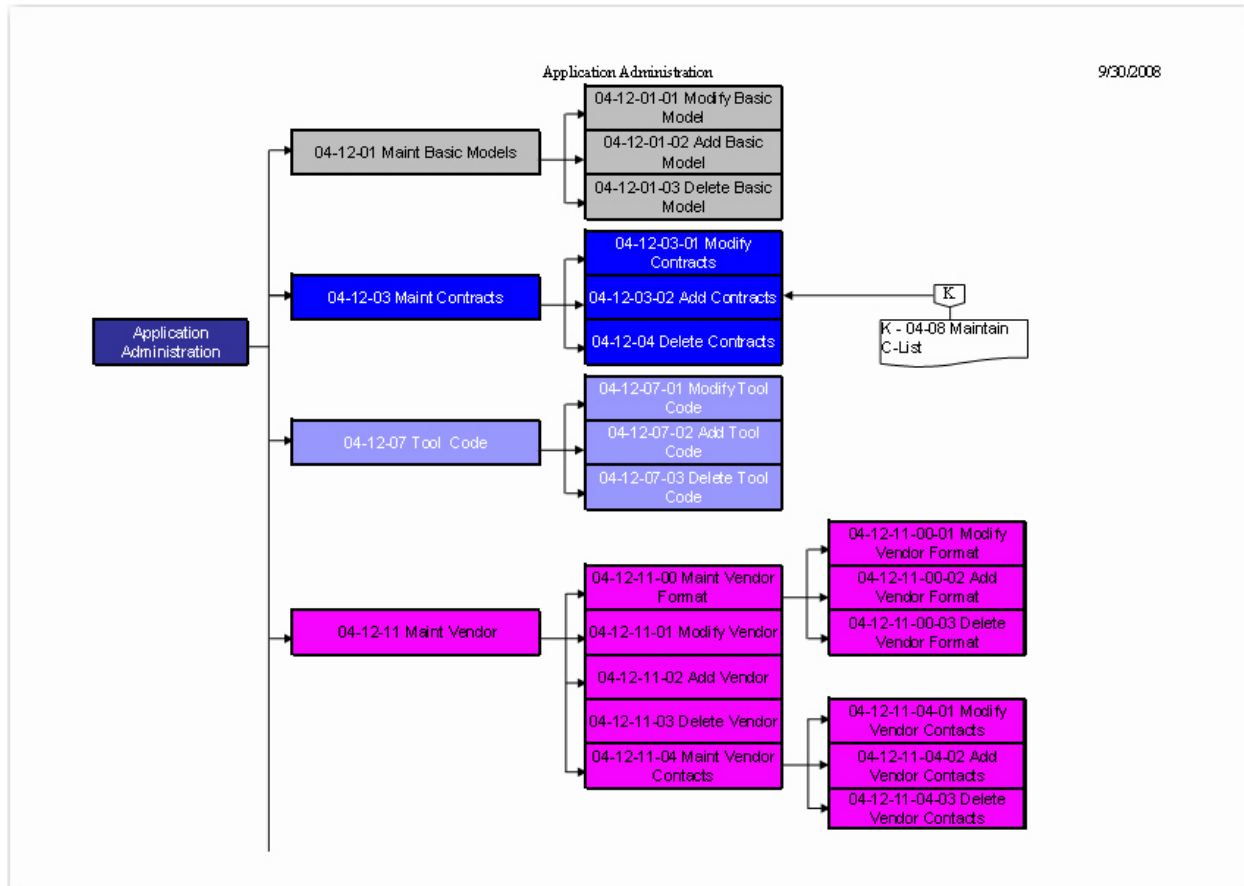 Application Administration
9/30/2008
04-12-01-01 Modify Basic
Model
04-12-01 Maint Basic Models
04-12-01-02 Add Basic
Model
04-12-01-03 Delete Basic
Model
04-12-03-01 Modify
Contracts
04-12-03 Maint Contracts
04-12-03-02 Add Contracts
K
04-12-04 Delete Contracts
K - 04-08 Maintain
C-List
Application
Administration
04-12-07-01 Modify Tool
Code
04-12-07 Tool Code
04-12-07-02 Add Tool
Code
04-12-07-03 Delete Tool
Code
04-12-11-00-01 Modify
Vendor Format
04-12-11-00 Maint Vendor
Format
04-12-11-00-02 Add
Vendor Format
04-12-11 Maint Vendor
04-12-11-01 Modify Vendor
04-12-11-00-03 Delete
Vendor Format
04-12-11-02 Add Vendor
04-12-11-03 Delete Vendor
04-12-11-04-01 Modify
Vendor Contacts
04-12-11-04 Maint Vendor
Contacts
04-12-11-04-02 Add
Vendor Contacts
04-12-11-04-03 Delete
Vendor Contacts